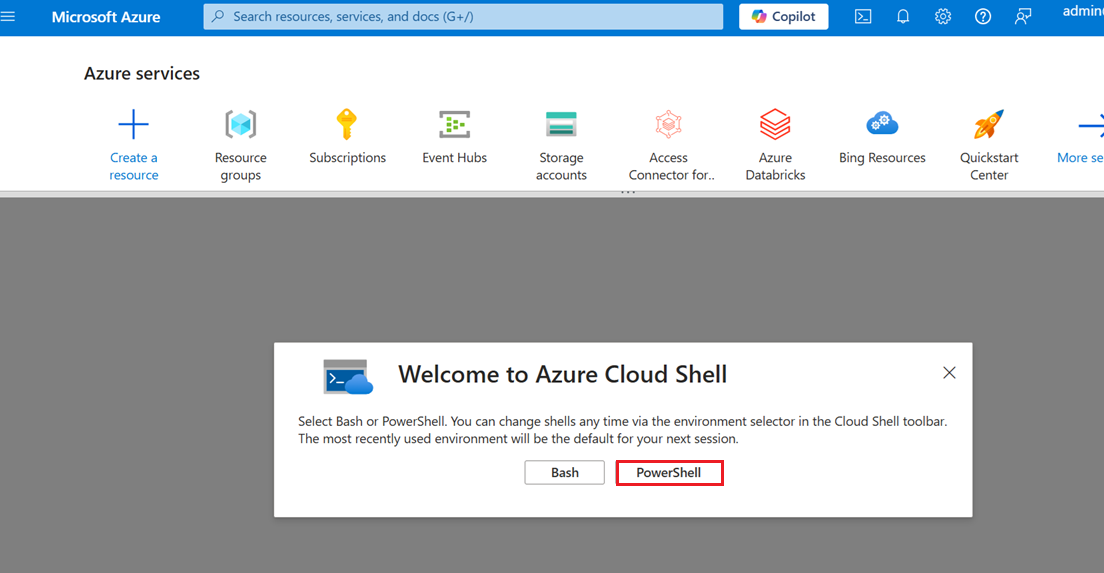 Microsoft Azure
Search resources, services, and docs (G+/)
Copilot
admin
Azure services
Create a
resource
Resource
groups
Subscriptions
Event Hubs
Storage
accounts
Access
Connector for..
Azure
Databricks
Bing Resources
Quickstart
Center
More se
Welcome to Azure Cloud Shell
Select Bash or PowerShell. You can change shells any time via the environment selector in the Cloud Shell toolbar.
The most recently used environment will be the default for your next session.
Bash
PowerShell